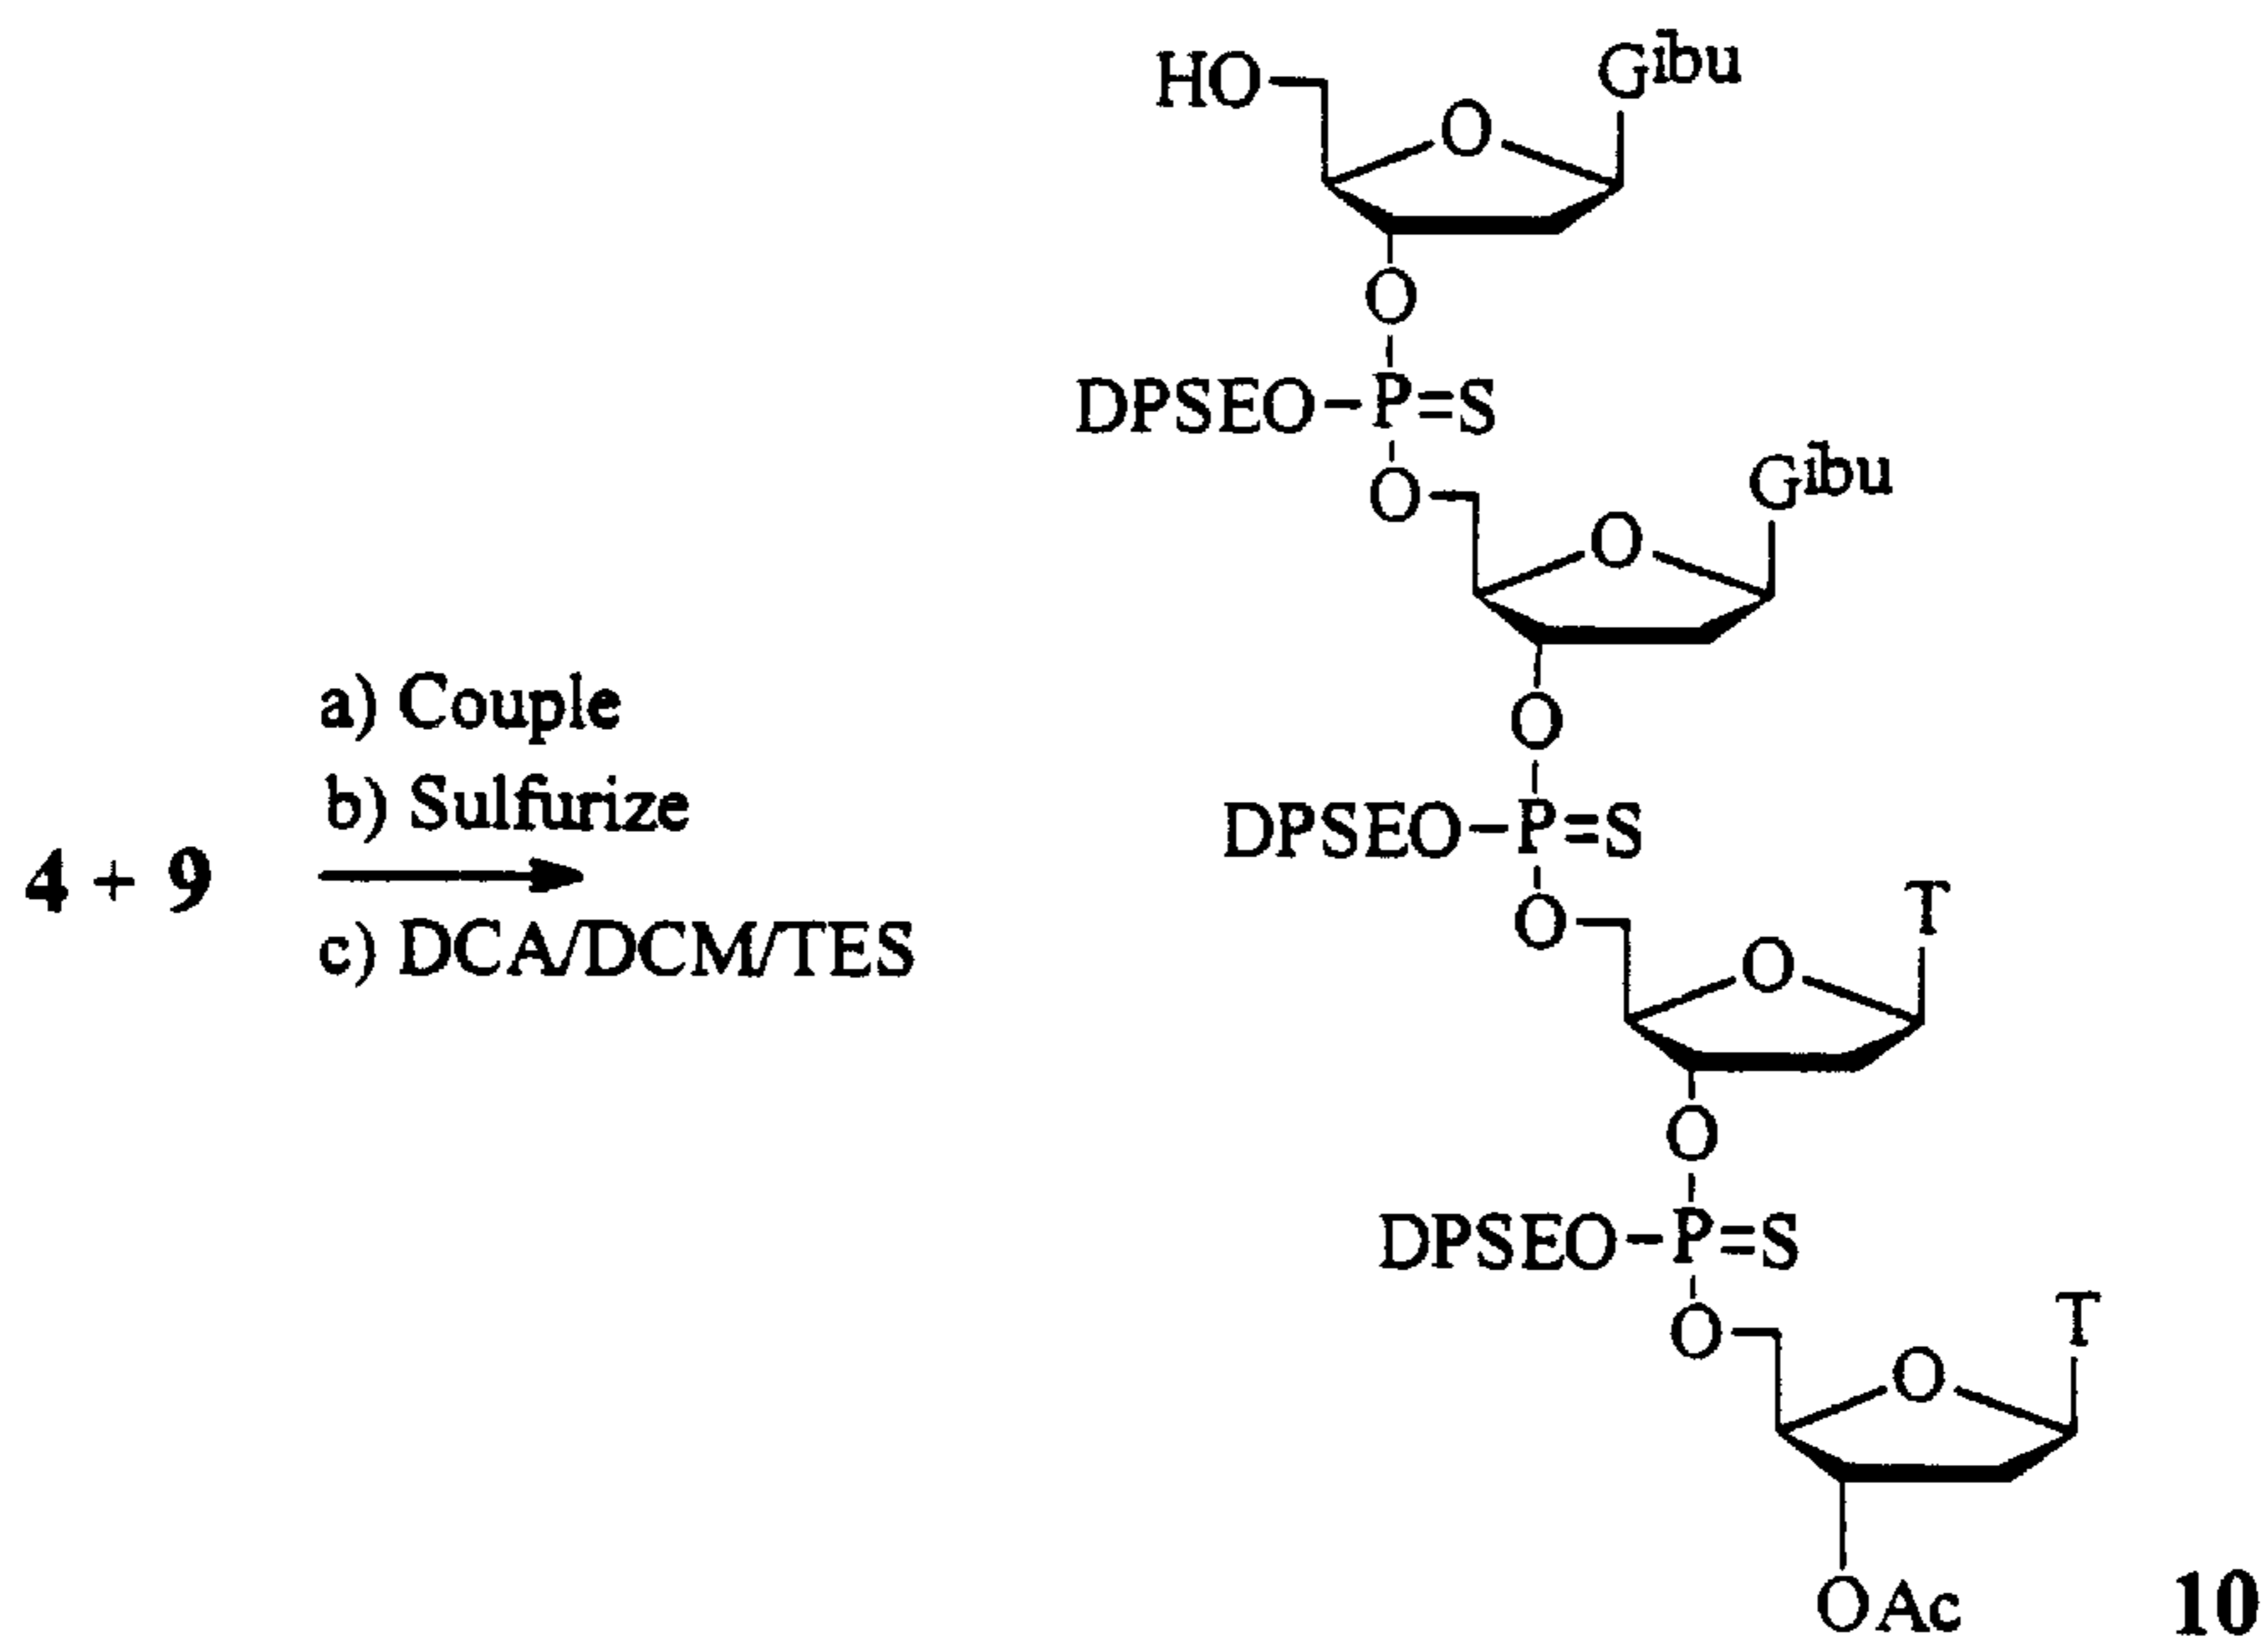 HO
Gibu
O
O
DPSEO–P=S
O
Gibu
O
O
DPSEO–P=S
O
T
O
O
DPSEO–P=S
O
T
O
OAc
10
4 + 9
a) Couple
b) Sulfurize
c) DCA/DCM/TES